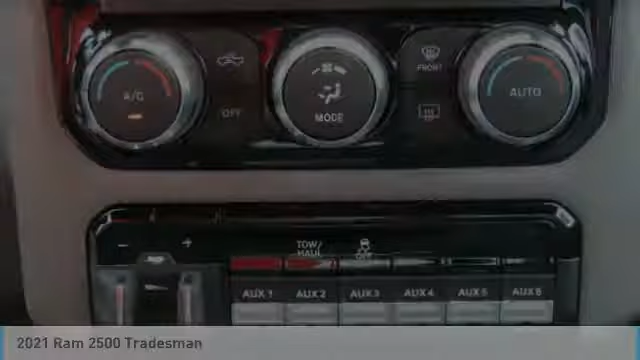 FRONT
A/C
OFF
MODE
AUTO
- +
TOW/
HAUL
OFF
AUX 1 AUX 2 AUX 3 AUX 4 AUX 5 AUX 6
2021 Ram 2500 Tradesman